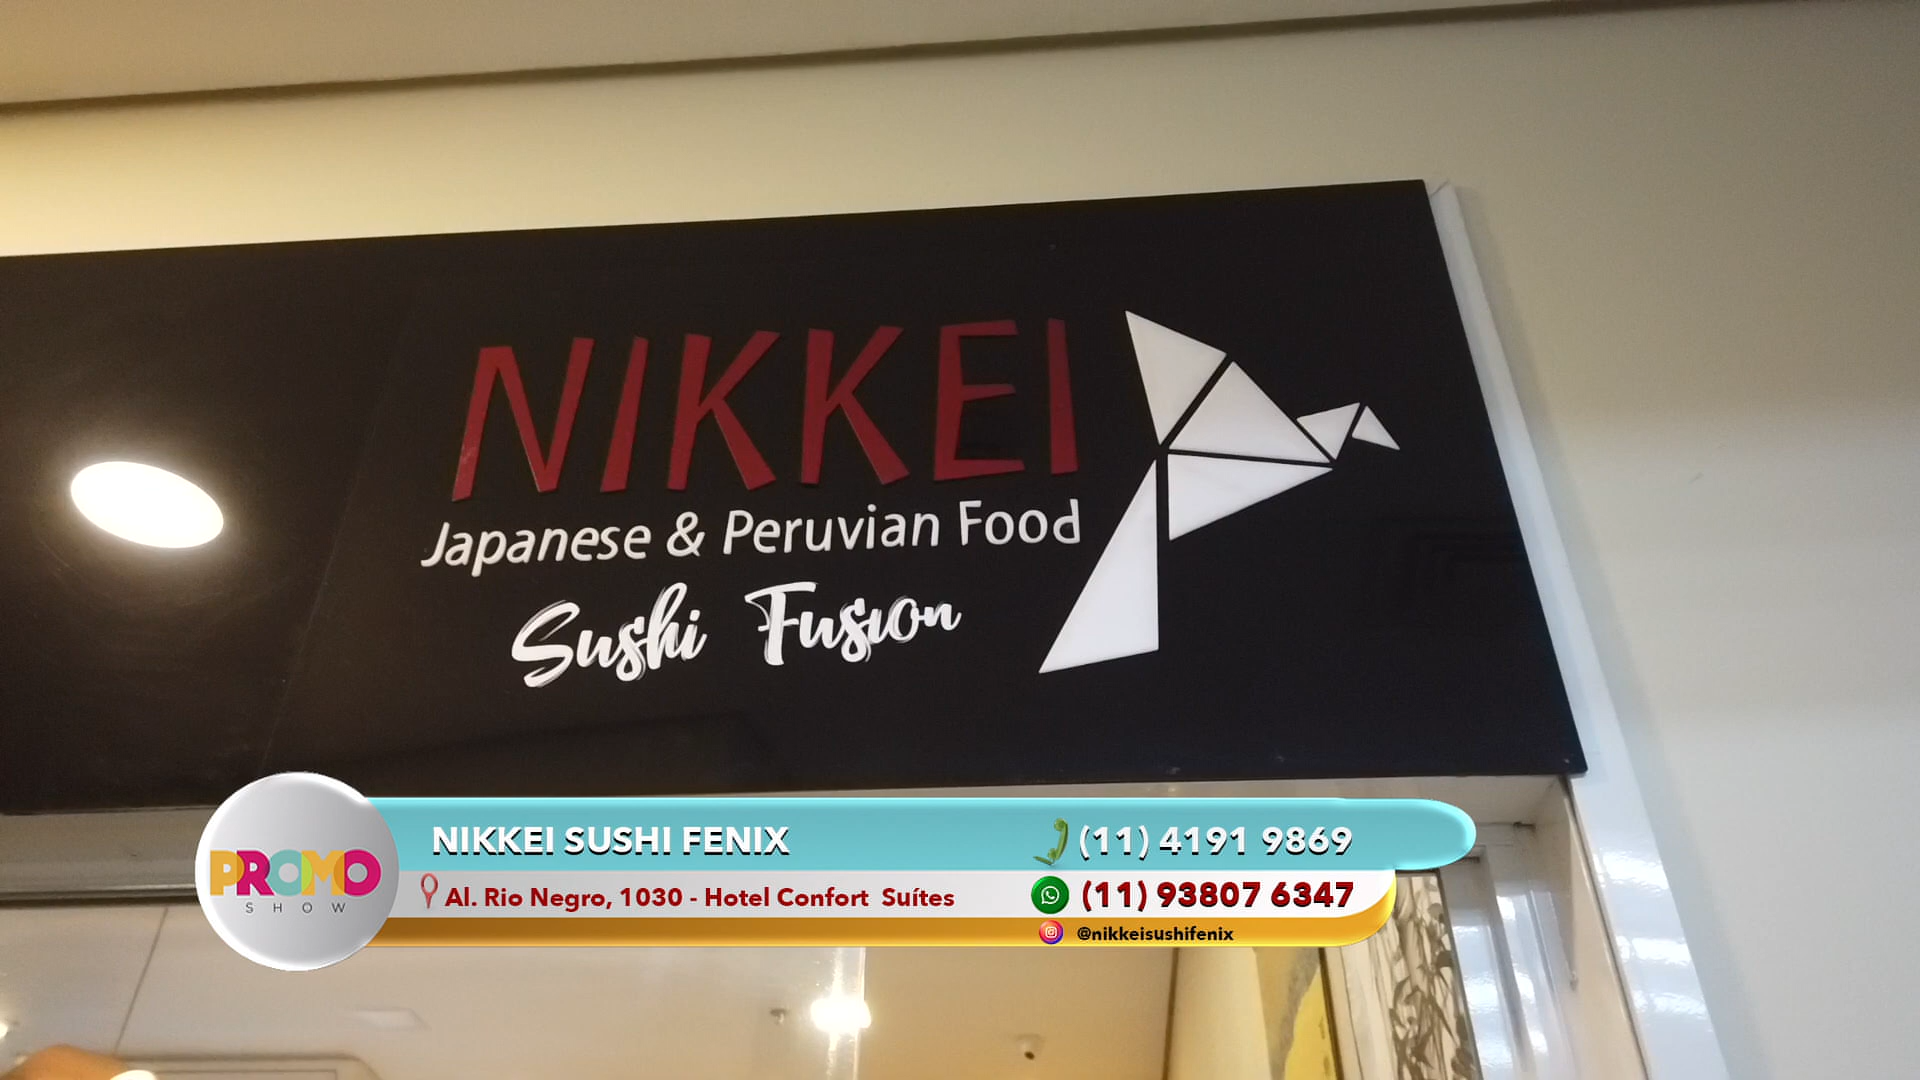 NIKKEI
Japanese & Peruvian Food
Sushi Fusion
PROMO
SHOW
NIKKEI SUSHI FENIX
(11) 4191 9869
Al. Rio Negro, 1030 - Hotel Confort Suítes
(11) 93807 6347
@nikkeisushifenix